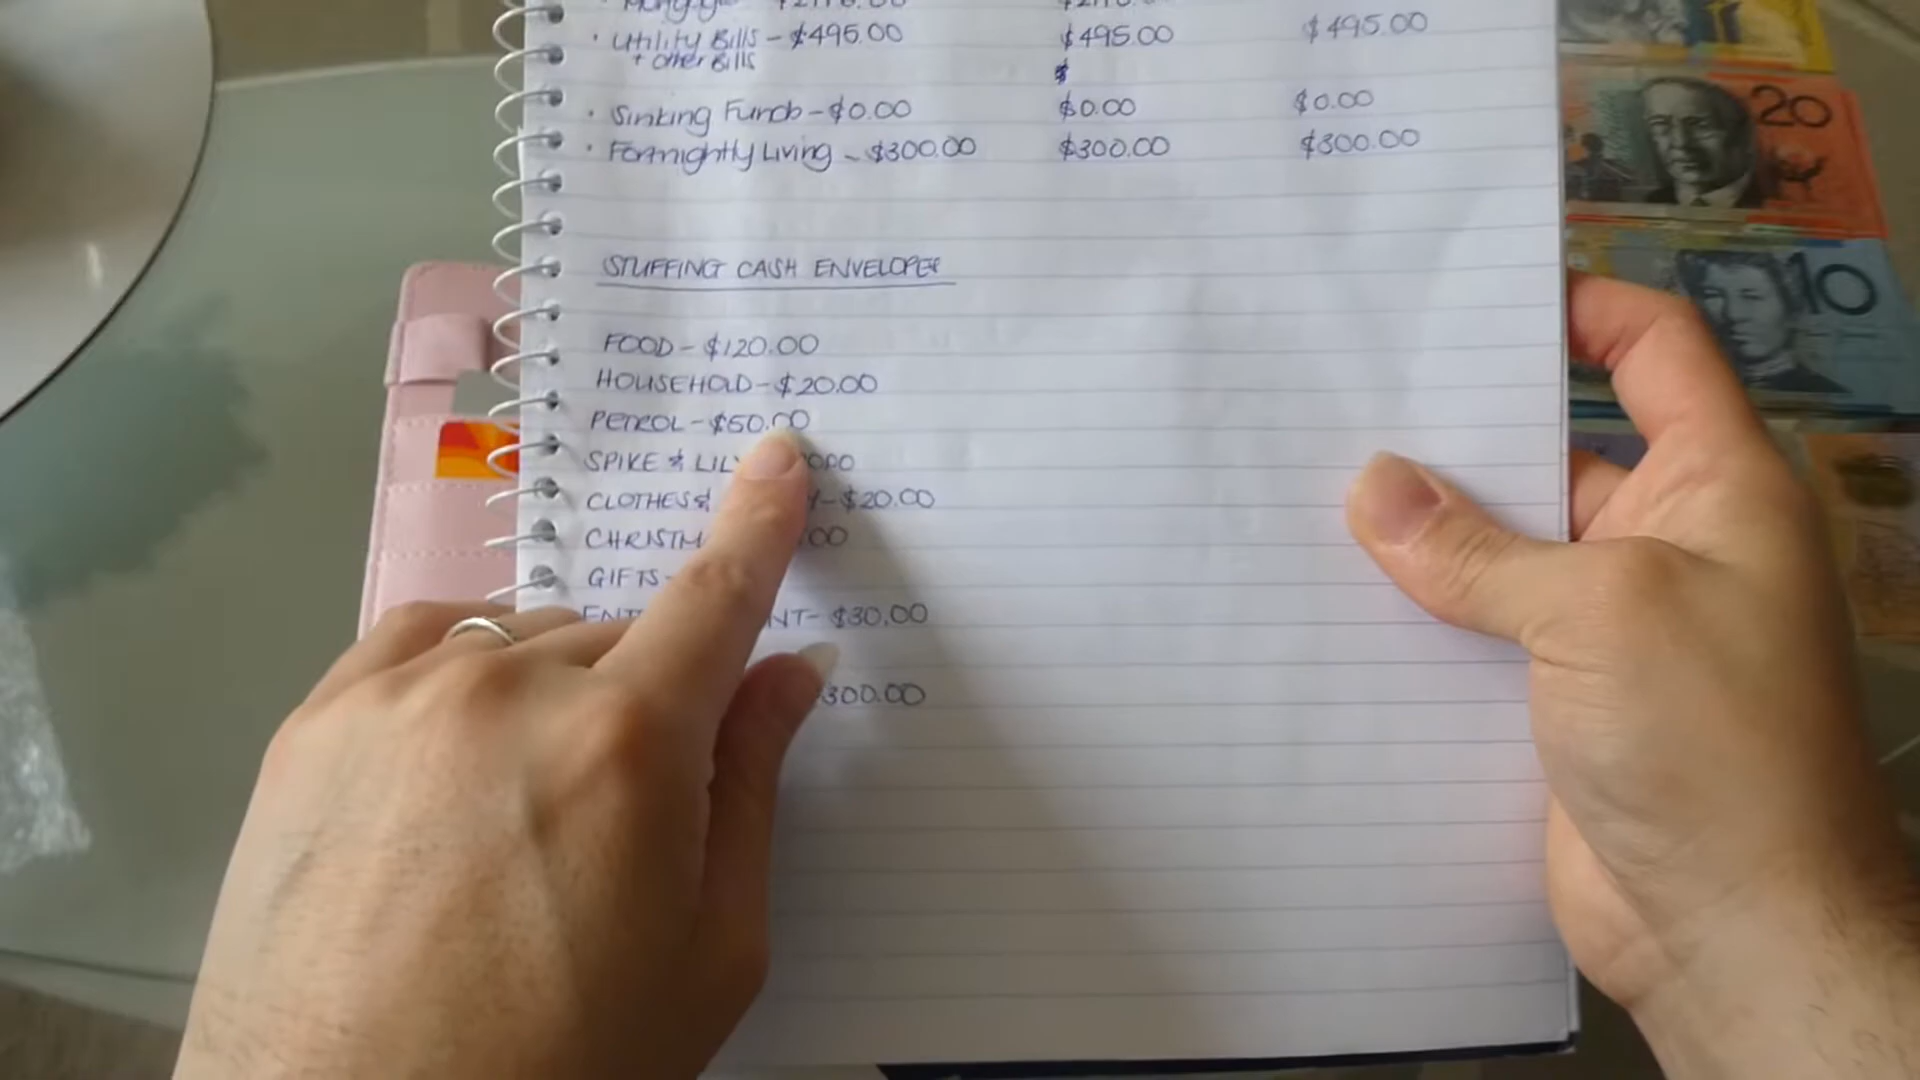 · Utility Bills - $495.00 $495.00 $495.00
+ other Bills
· Sinking Funds - $0.00 $0.00 $0.00
· Fortnightly Living - $300.00 $300.00 $300.00
STUFFING CASH ENVELOPES
FOOD - $120.00
HOUSEHOLD - $20.00
PETROL - $50.00
SPIKE & LILY
CLOTHES & - $20.00
GIFTS -
- $30.00
$300.00
20
10